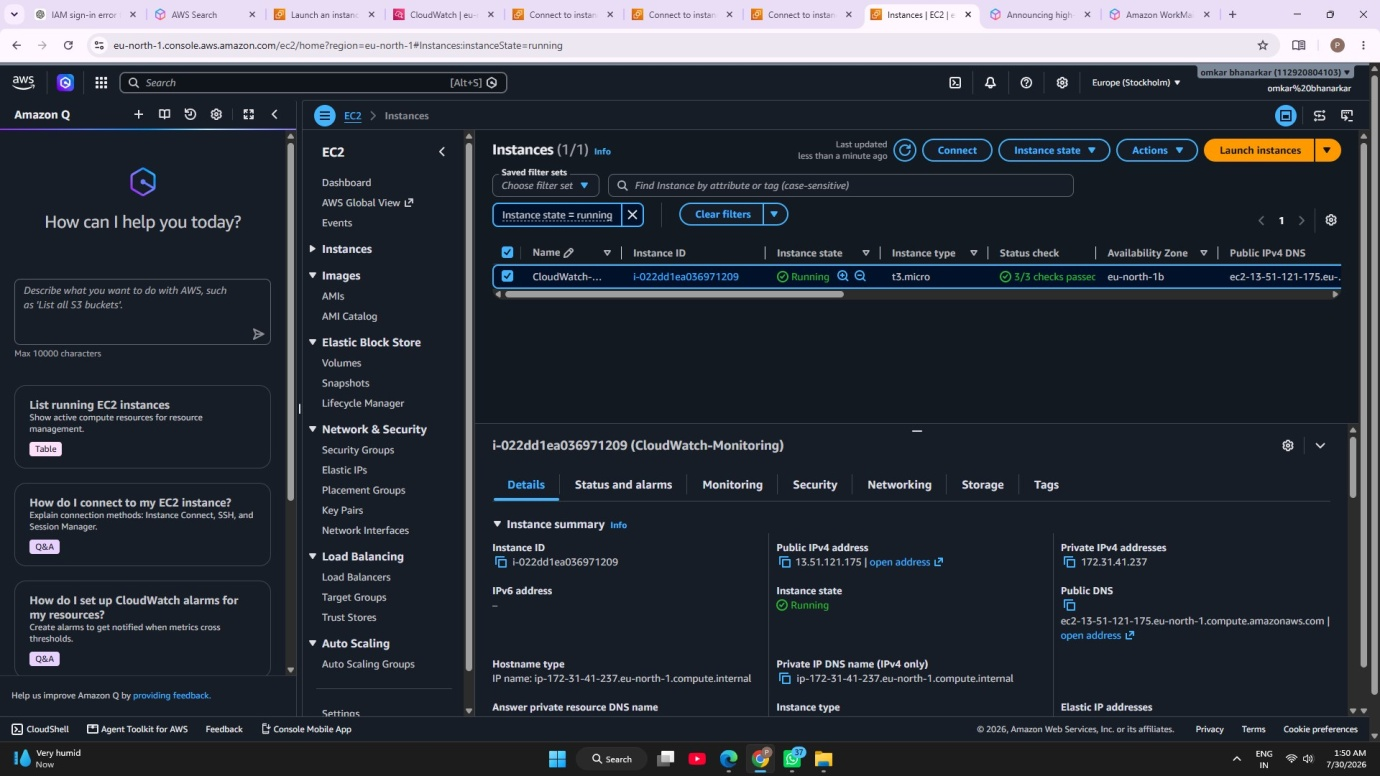 IAM sign-in error
AWS Search
Launch an instanc
CloudWatch | eu-
Connect to instan
Connect to instan
Connect to instan
Instances | EC2 | e
Announcing high-
Amazon WorkMa
eu-north-1.console.aws.amazon.com/ec2/home?region=eu-north-1#Instances:instanceState=running
P
aws
Search
[Alt+S]
Europe (Stockholm)
omkar bhanarkar (112920804103)
omkar%20bhanarkar
Amazon Q
EC2
Instances
How can I help you today?
Describe what you want to do with AWS, such
as 'List all S3 buckets'.
Max 10000 characters
List running EC2 instances
Show active compute resources for resource
management.
Table
How do I connect to my EC2 instance?
Explain connection methods: Instance Connect, SSH, and
Session Manager.
Q&A
How do I set up CloudWatch alarms for
my resources?
Create alarms to get notified when metrics cross
thresholds.
Q&A
Help us improve Amazon Q by providing feedback.
EC2
Dashboard
AWS Global View
Events
Instances
Images
AMIs
AMI Catalog
Elastic Block Store
Volumes
Snapshots
Lifecycle Manager
Network & Security
Security Groups
Elastic IPs
Placement Groups
Key Pairs
Network Interfaces
Load Balancing
Load Balancers
Target Groups
Trust Stores
Auto Scaling
Auto Scaling Groups
Settings
Instances (1/1) Info
Last updated
less than a minute ago
Connect
Instance state
Actions
Launch instances
Saved filter sets
Choose filter set
Find Instance by attribute or tag (case-sensitive)
Instance state = running
Clear filters
1
Name
Instance ID
Instance state
Instance type
Status check
Availability Zone
Public IPv4 DNS
CloudWatch-...
i-022dd1ea036971209
Running
t3.micro
3/3 checks passec
eu-north-1b
ec2-13-51-121-175.eu-...
i-022dd1ea036971209 (CloudWatch-Monitoring)
Details
Status and alarms
Monitoring
Security
Networking
Storage
Tags
Instance summary Info
Instance ID
i-022dd1ea036971209
Public IPv4 address
13.51.121.175 | open address
Private IPv4 addresses
172.31.41.237
IPv6 address
–
Instance state
Running
Public DNS
ec2-13-51-121-175.eu-north-1.compute.amazonaws.com |
open address
Hostname type
IP name: ip-172-31-41-237.eu-north-1.compute.internal
Private IP DNS name (IPv4 only)
ip-172-31-41-237.eu-north-1.compute.internal
Answer private resource DNS name
Instance type
Elastic IP addresses
CloudShell
Agent Toolkit for AWS
Feedback
Console Mobile App
© 2026, Amazon Web Services, Inc. or its affiliates.
Privacy
Terms
Cookie preferences
Very humid
Now
Search
P
37
ENG
IN
1:50 AM
7/30/2026